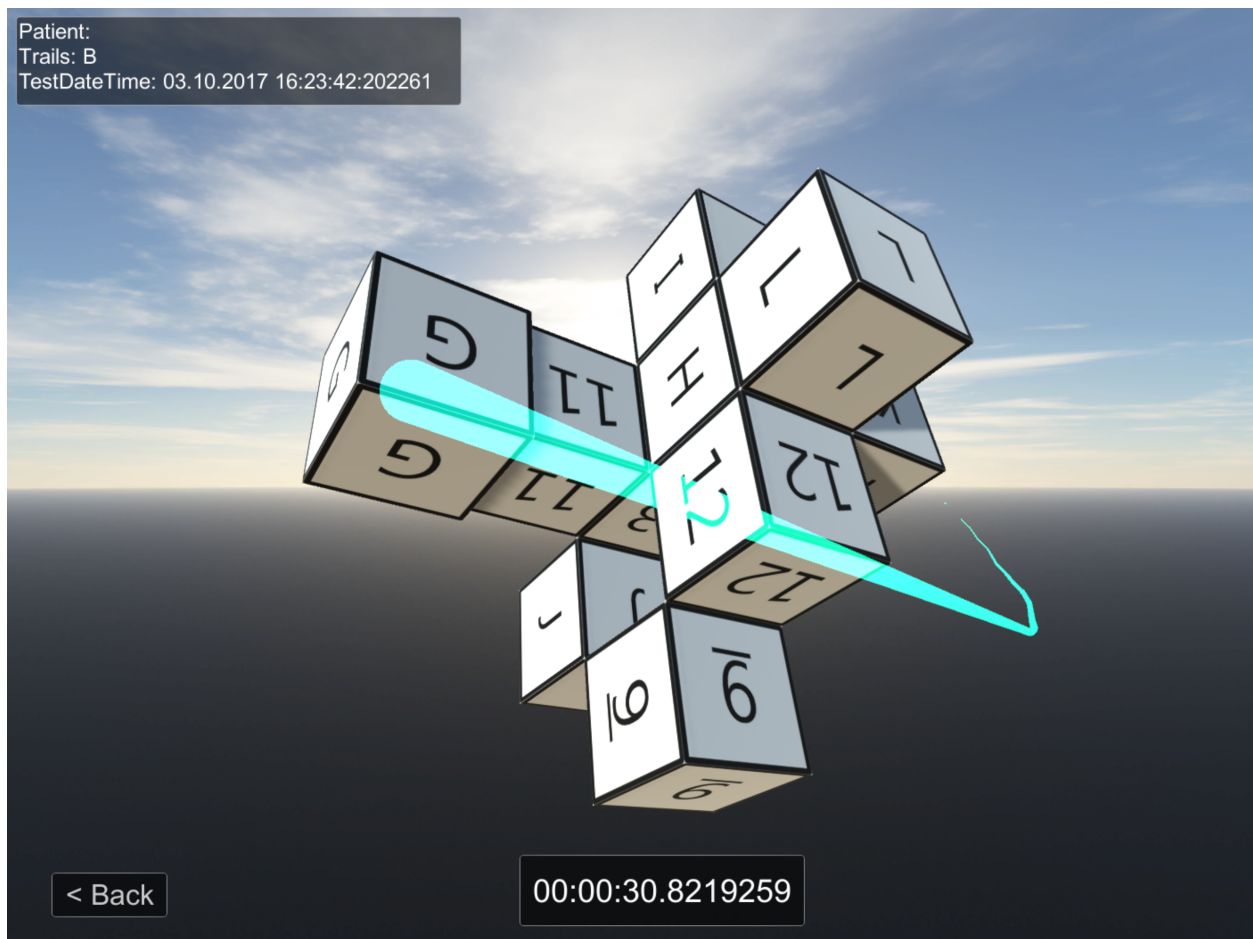 Patient:
Trails: B
TestDateTime: 03.10.2017 16:23:42:202261
I
L
L
H
L
G
G
G
11
11
12
12
12
3
J
J
9
9
9
< Back
00:00:30.8219259